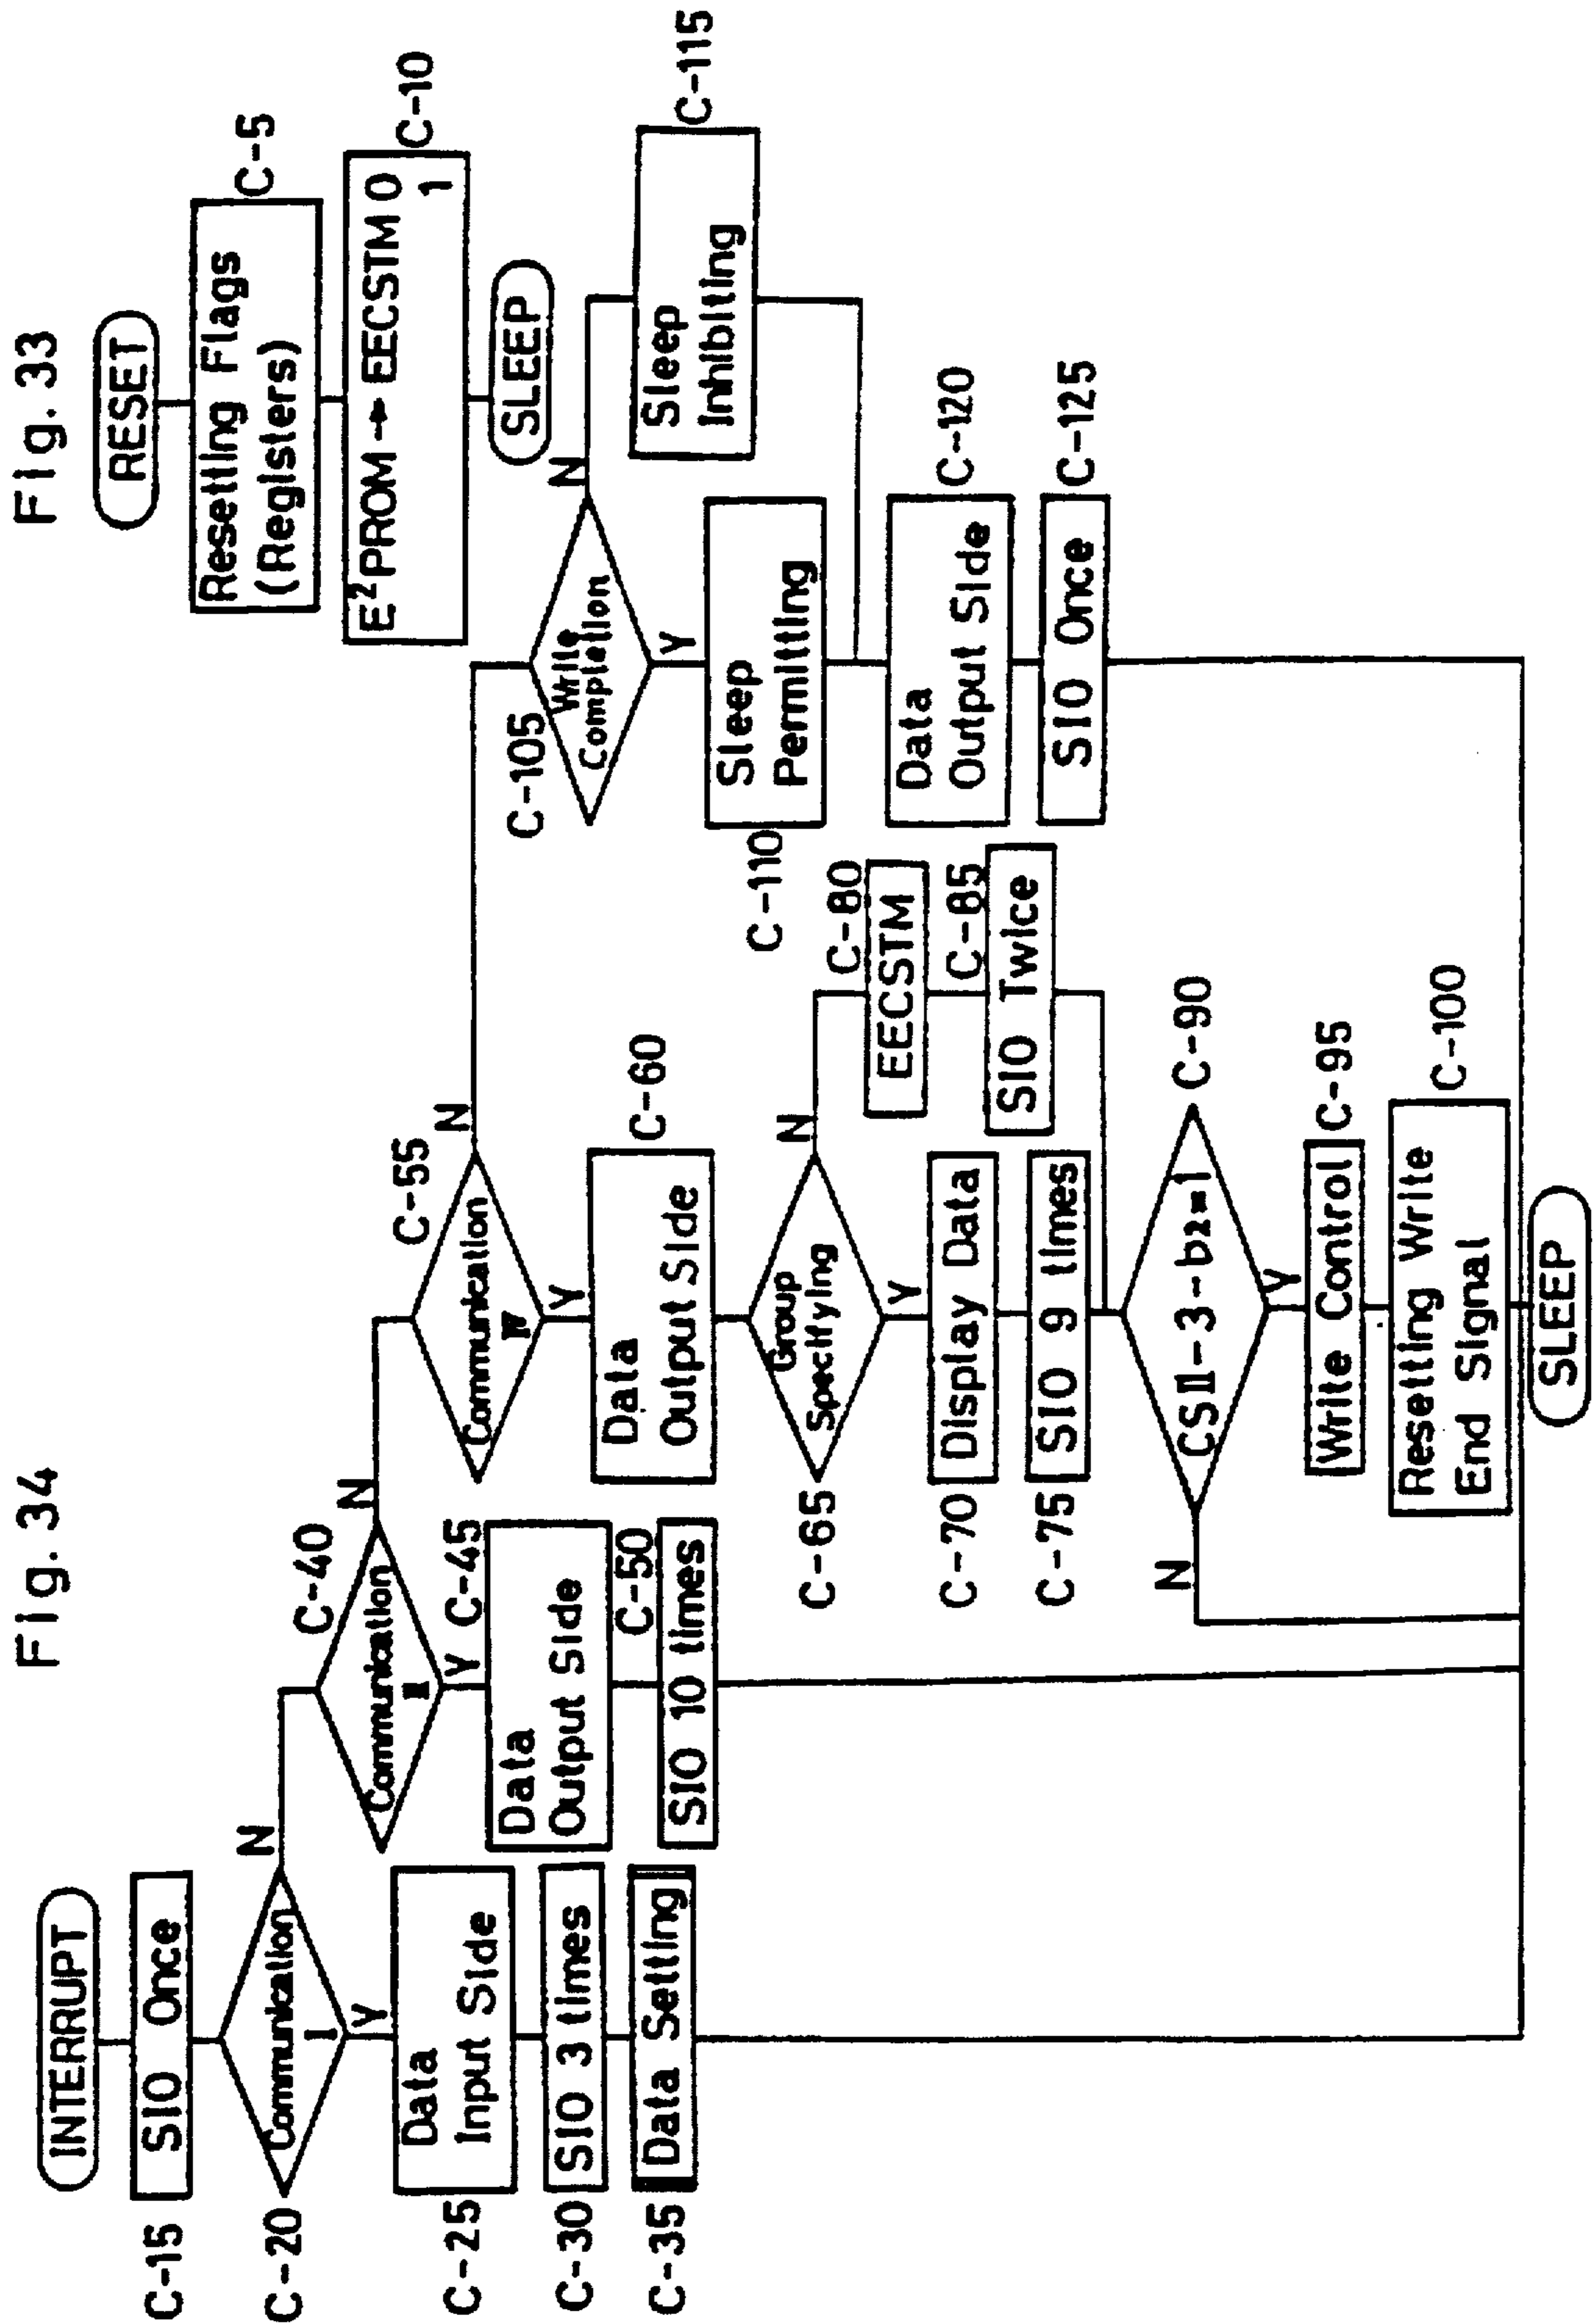 Fig. 33
RESET
Resetting Flags
(Registers)
C-5
E²PROM → EECSTM 0
1
C-10
SLEEP
Fig. 34
INTERRUPT
C-15
SIO Once
C-20
Communication
I
N
Y
C-25
Data
Input Side
C-30
SIO 3 times
C-35
Data Setting
C-40
Communication
N
Y
C-45
Data
Output Side
C-50
SIO 10 times
C-55
Communication
IV
N
Y
C-60
Data
Output Side
C-65
Group
Specifying
N
Y
C-70
Display Data
C-75
SIO 9 times
C-80
EECSTM
C-85
SIO Twice
C-90
CSII-3-b2=1
N
Y
C-95
Write Control
C-100
Resetting Write
End Signal
C-105
Write
Completion
N
Y
C-110
Sleep
Permitting
C-115
Sleep
Inhibiting
C-120
Data
Output Side
C-125
SIO Once
SLEEP